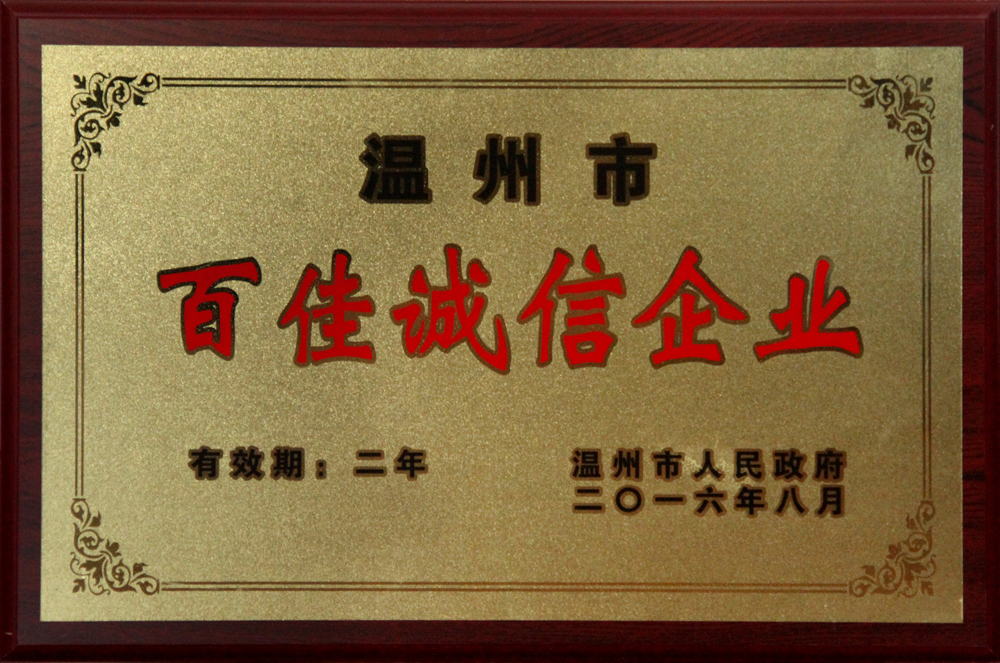 温州市
百佳诚信企业
有效期：二年
温州市人民政府
二〇一六年八月